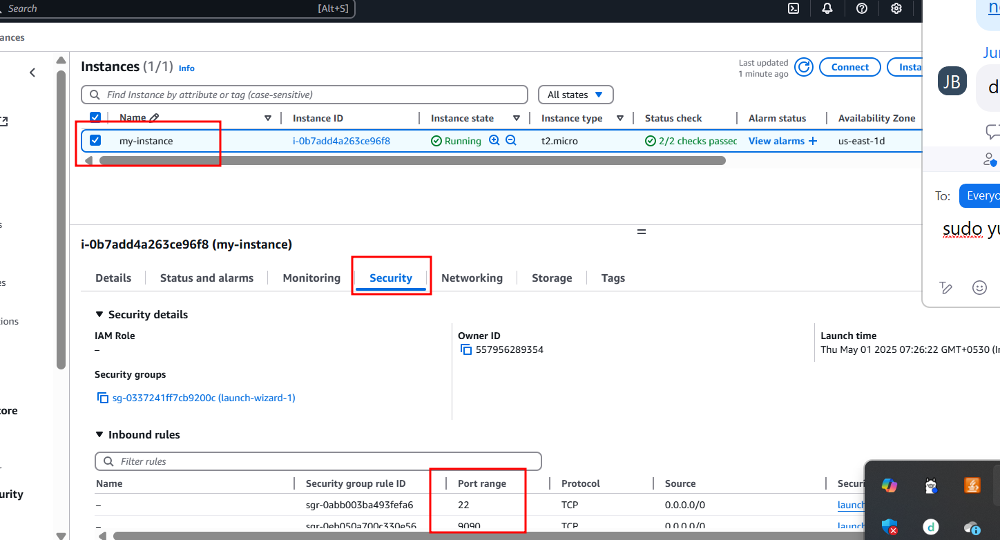 Search [Alt+S]
ances
Instances (1/1) Info
Last updated
1 minute ago
Connect
Insta
Find Instance by attribute or tag (case-sensitive)
All states
Name Instance ID Instance state Instance type Status check Alarm status Availability Zone
my-instance i-0b7add4a263ce96f8 Running t2.micro 2/2 checks passec View alarms + us-east-1d
JB
To: Everyo
sudo yu
i-0b7add4a263ce96f8 (my-instance)
Details Status and alarms Monitoring Security Networking Storage Tags
Security details
IAM Role Owner ID Launch time
– 557956289354 Thu May 01 2025 07:26:22 GMT+0530 (I
Security groups
sg-0337241ff7cb9200c (launch-wizard-1)
Inbound rules
Filter rules
Name Security group rule ID Port range Protocol Source Securi
– sgr-0abb003ba493fefa6 22 TCP 0.0.0.0/0 launch
– sgr-0eb050a700c330e56 9090 TCP 0.0.0.0/0 launch
es
tions
tore
urity